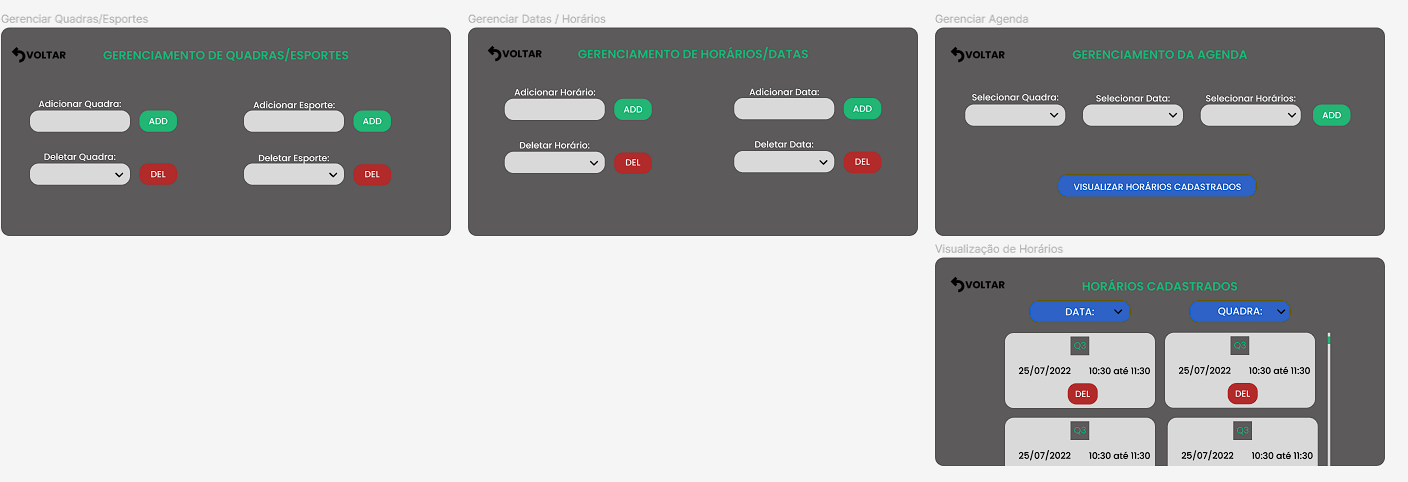 Gerenciar Quadras/Esportes
VOLTAR
GERENCIAMENTO DE QUADRAS/ESPORTES
Adicionar Quadra:
ADD
Adicionar Esporte:
ADD
Deletar Quadra:
DEL
Deletar Esporte:
DEL
Gerenciar Datas / Horários
VOLTAR
GERENCIAMENTO DE HORÁRIOS/DATAS
Adicionar Horário:
ADD
Adicionar Data:
ADD
Deletar Horário:
DEL
Deletar Data:
DEL
Gerenciar Agenda
VOLTAR
GERENCIAMENTO DA AGENDA
Selecionar Quadra:
Selecionar Data:
Selecionar Horários:
ADD
VISUALIZAR HORÁRIOS CADASTRADOS
Visualização de Horários
VOLTAR
HORÁRIOS CADASTRADOS
DATA:
QUADRA:
Q3
25/07/2022 10:30 até 11:30
DEL
Q3
25/07/2022 10:30 até 11:30
DEL
Q3
25/07/2022 10:30 até 11:30
Q3
25/07/2022 10:30 até 11:30